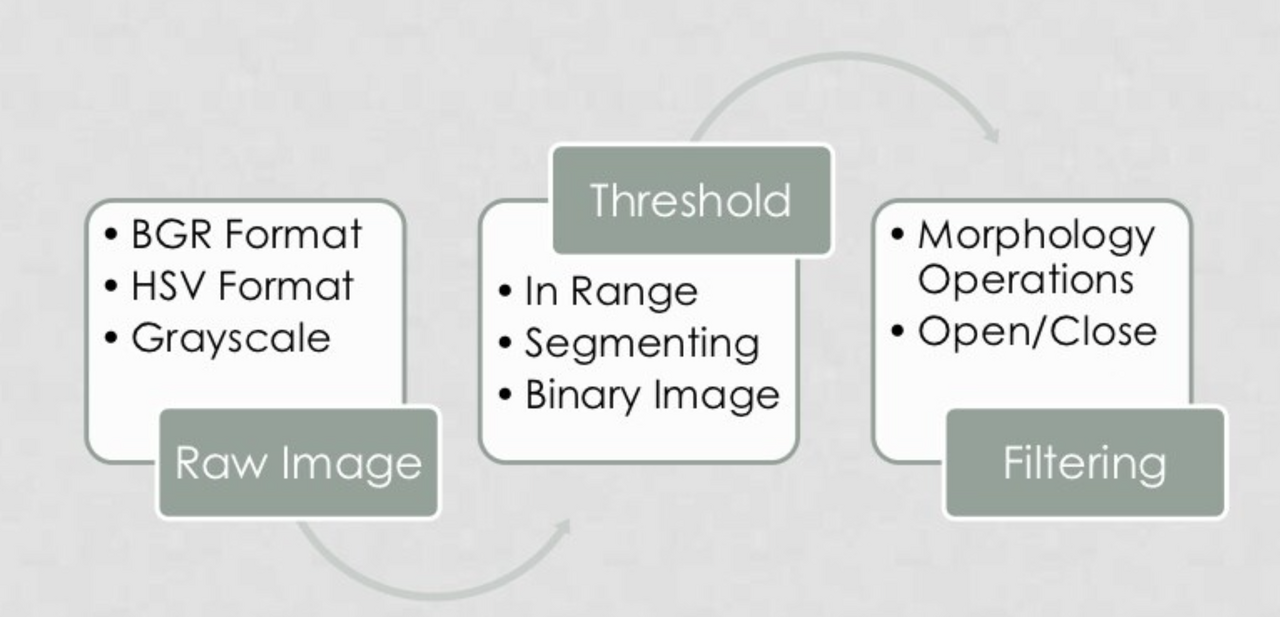 • BGR Format
• HSV Format
• Grayscale
Raw Image
Threshold
• In Range
• Segmenting
• Binary Image
• Morphology
Operations
• Open/Close
Filtering